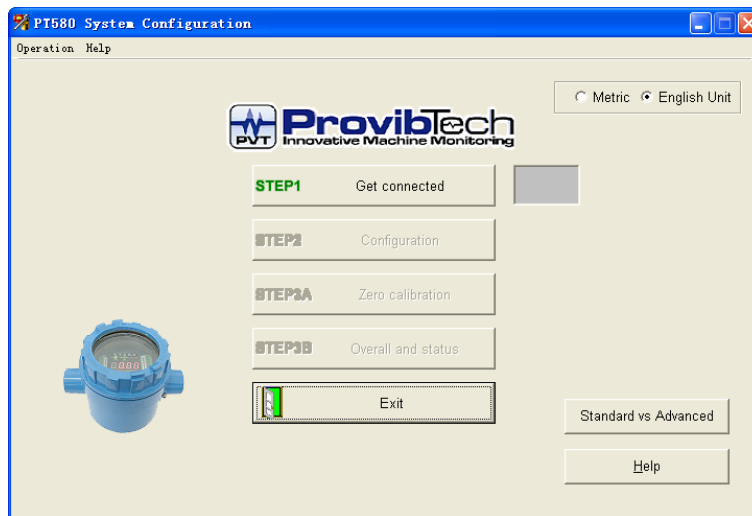 PT580 System Configuration
Operation Help
Metric English Unit
ProvibTech
PVT Innovative Machine Monitoring
STEP1 Get connected
STEP2 Configuration
STEP3A Zero calibration
STEP3B Overall and status
Exit
Standard vs Advanced
Help